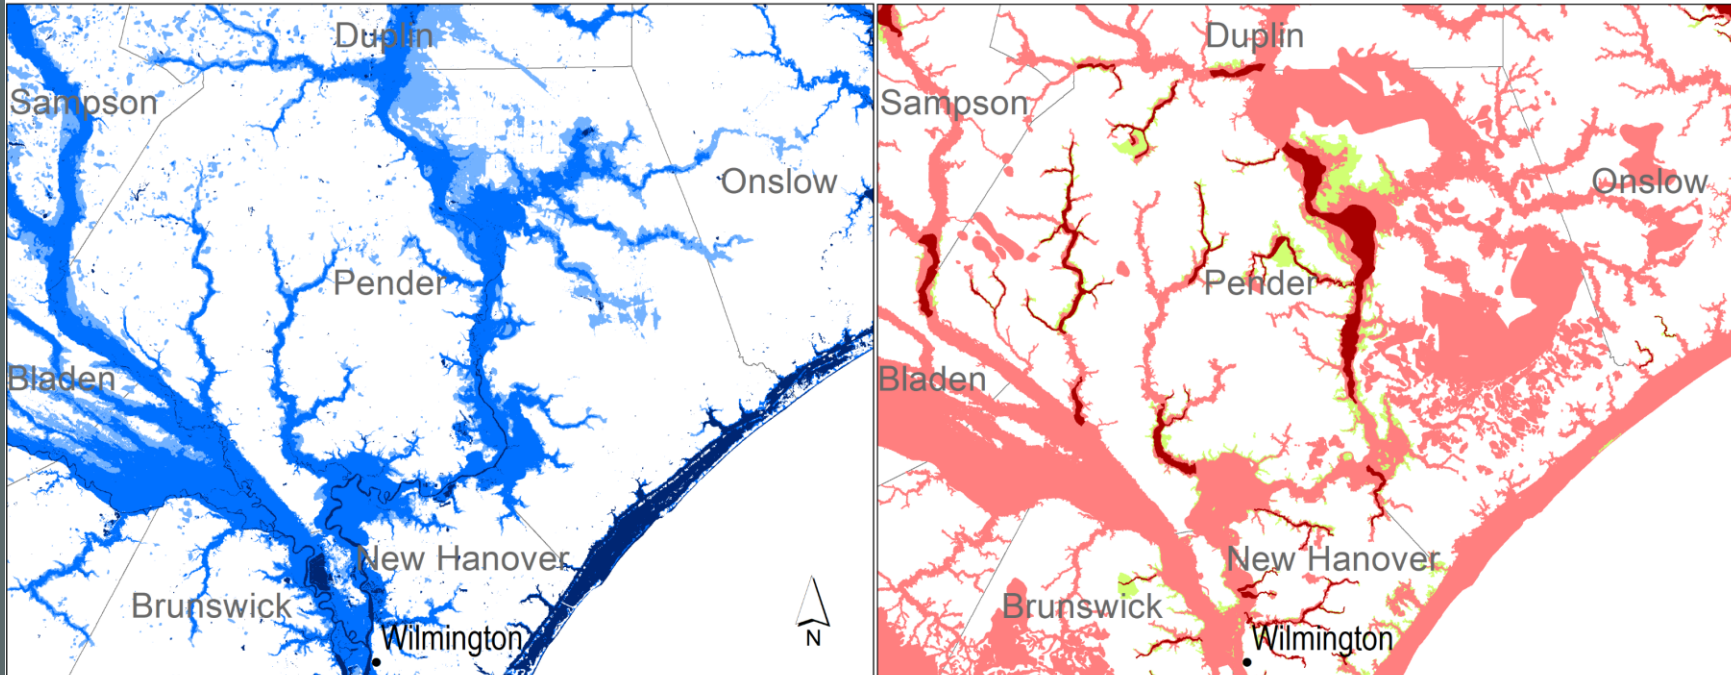 Duplin
Sampson
Onslow
Pender
Bladen
New Hanover
Brunswick
Wilmington
N
Duplin
Sampson
Onslow
Pender
Bladen
New Hanover
Brunswick
Wilmington